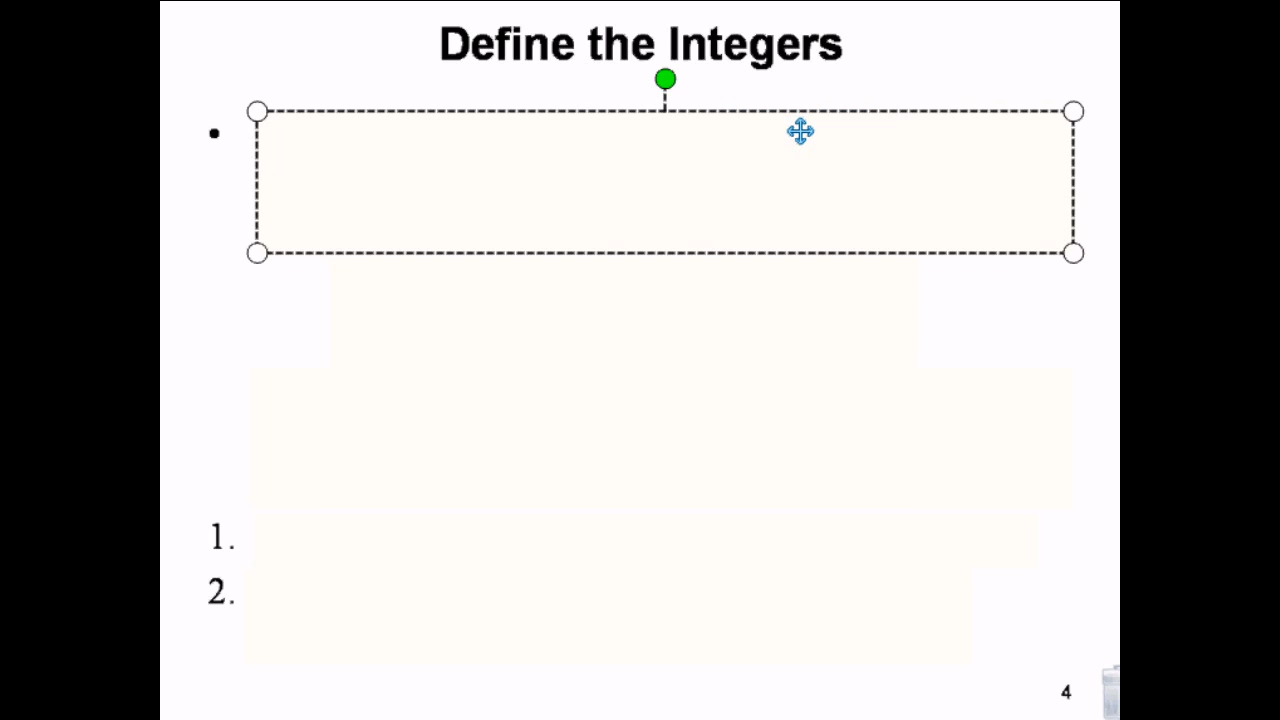 Define the Integers
•
1.
2.
4